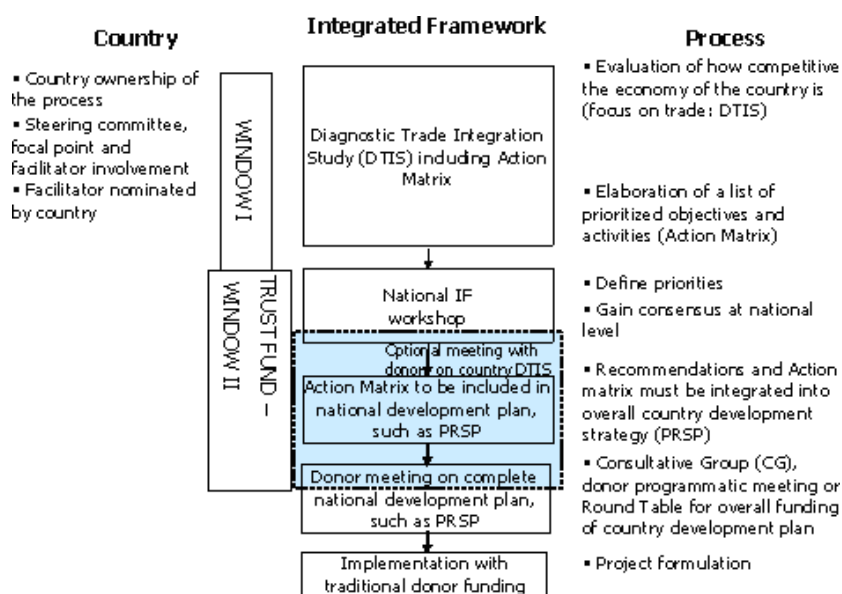 Country
▪ Country ownership of
the process
▪ Steering committee,
focal point and
facilitator involvement
▪ Facilitator nominated
by country
WINDOW I
TRUST FUND –
WINDOW II
Integrated Framework
Diagnostic Trade Integration
Study (DTIS) including Action
Matrix
National IF
workshop
Optional meeting with
donors on country DTIS
Action Matrix to be included in
national development plan,
such as PRSP
Donor meeting on complete
national development plan,
such as PRSP
Implementation with
traditional donor funding
Process
▪ Evaluation of how competitive
the economy of the country is
(focus on trade: DTIS)
▪ Elaboration of a list of
prioritized objectives and
activities (Action Matrix)
▪ Define priorities
▪ Gain consensus at national
level
▪ Recommendations and Action
matrix must be integrated into
overall country development
strategy (PRSP)
▪ Consultative Group (CG),
donor programmatic meeting or
Round Table for overall funding
of country development plan
▪ Project formulation